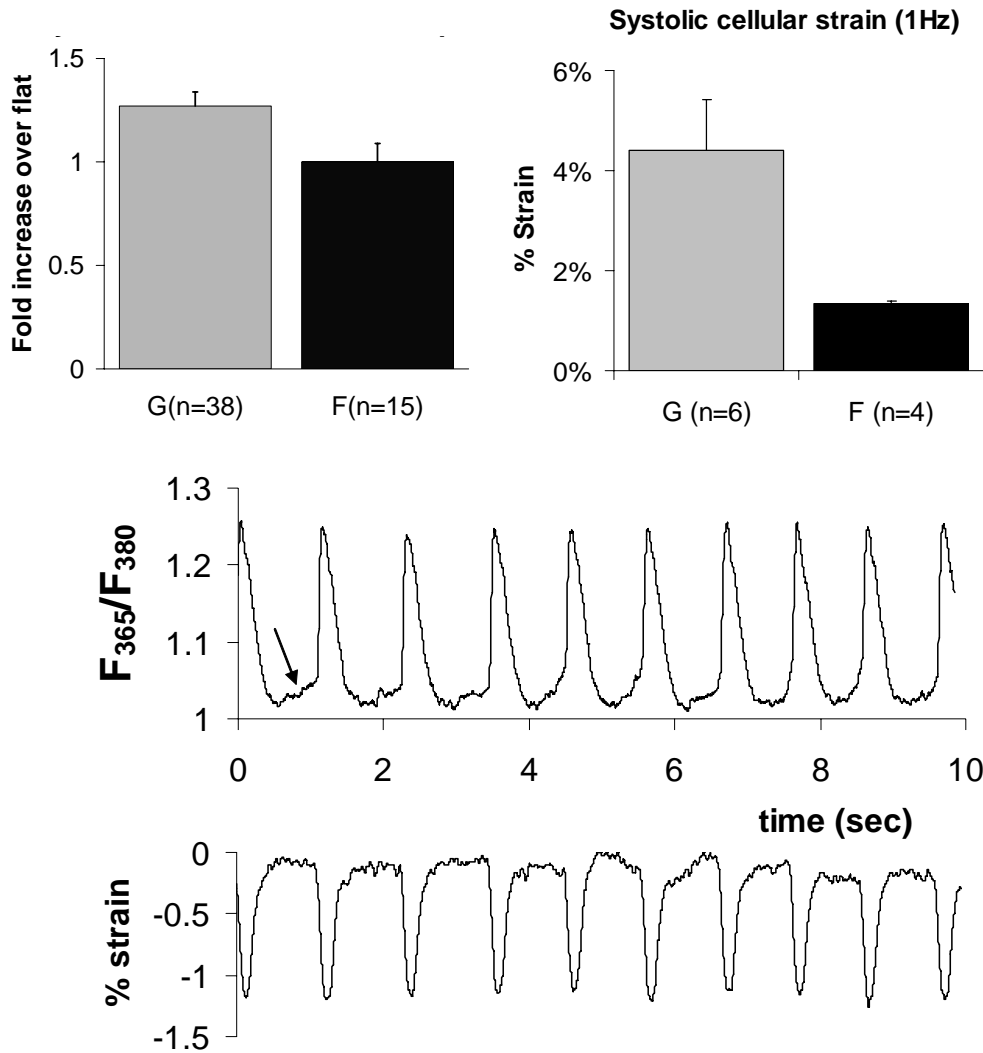 Systolic cellular strain (1Hz)
Fold increase over flat
1.5
1
0.5
0
G(n=38)
F(n=15)
% Strain
6%
4%
2%
0%
G (n=6)
F (n=4)
F365/F380
1.3
1.2
1.1
1
0
2
4
6
8
10
time (sec)
% strain
0
-0.5
-1
-1.5